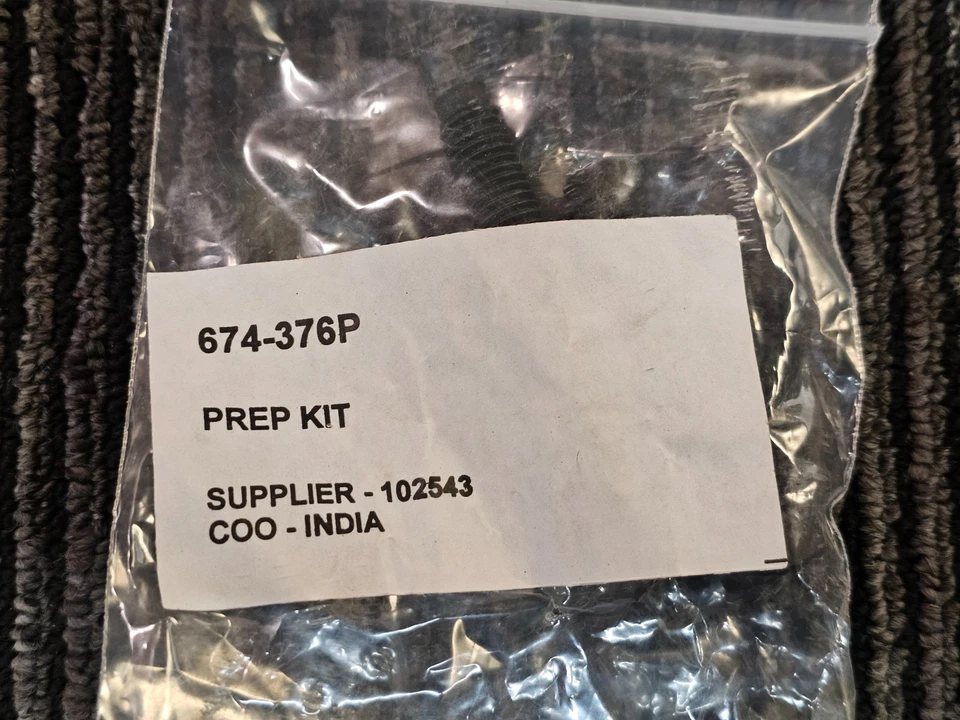 674-376P
PREP KIT
SUPPLIER - 102543
COO - INDIA